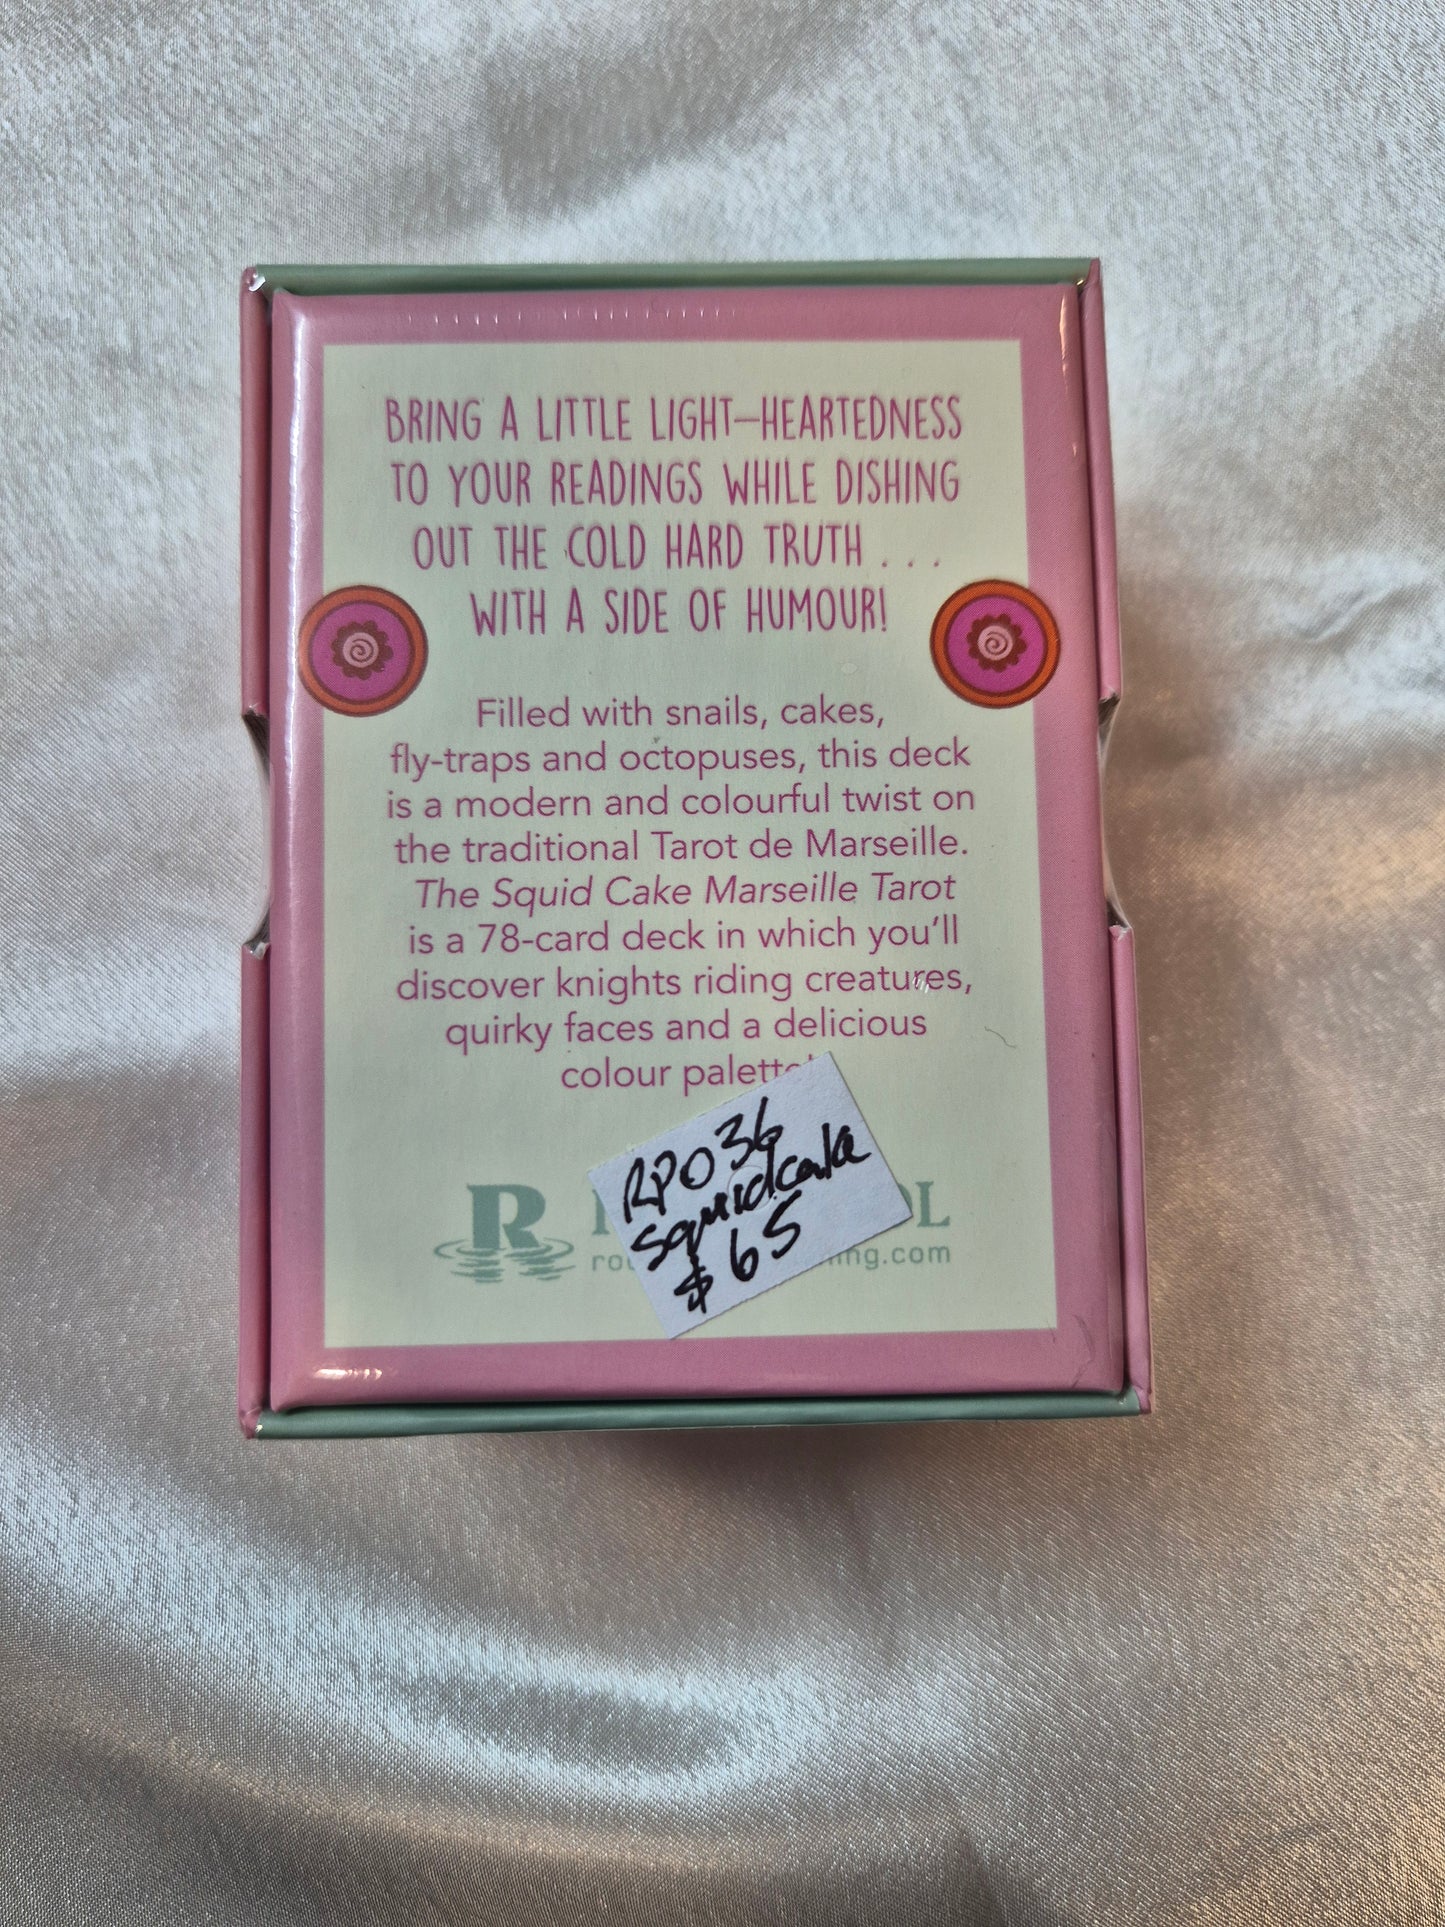 BRING A LITTLE LIGHT-HEARTEDNESS
TO YOUR READINGS WHILE DISHING
OUT THE COLD HARD TRUTH . . .
WITH A SIDE OF HUMOUR!
Filled with snails, cakes,
fly-traps and octopuses, this deck
is a modern and colourful twist on
the traditional Tarot de Marseille.
The Squid Cake Marseille Tarot
is a 78-card deck in which you'll
discover knights riding creatures,
quirky faces and a delicious
colour palette
RP036
Squidcake
$65
R